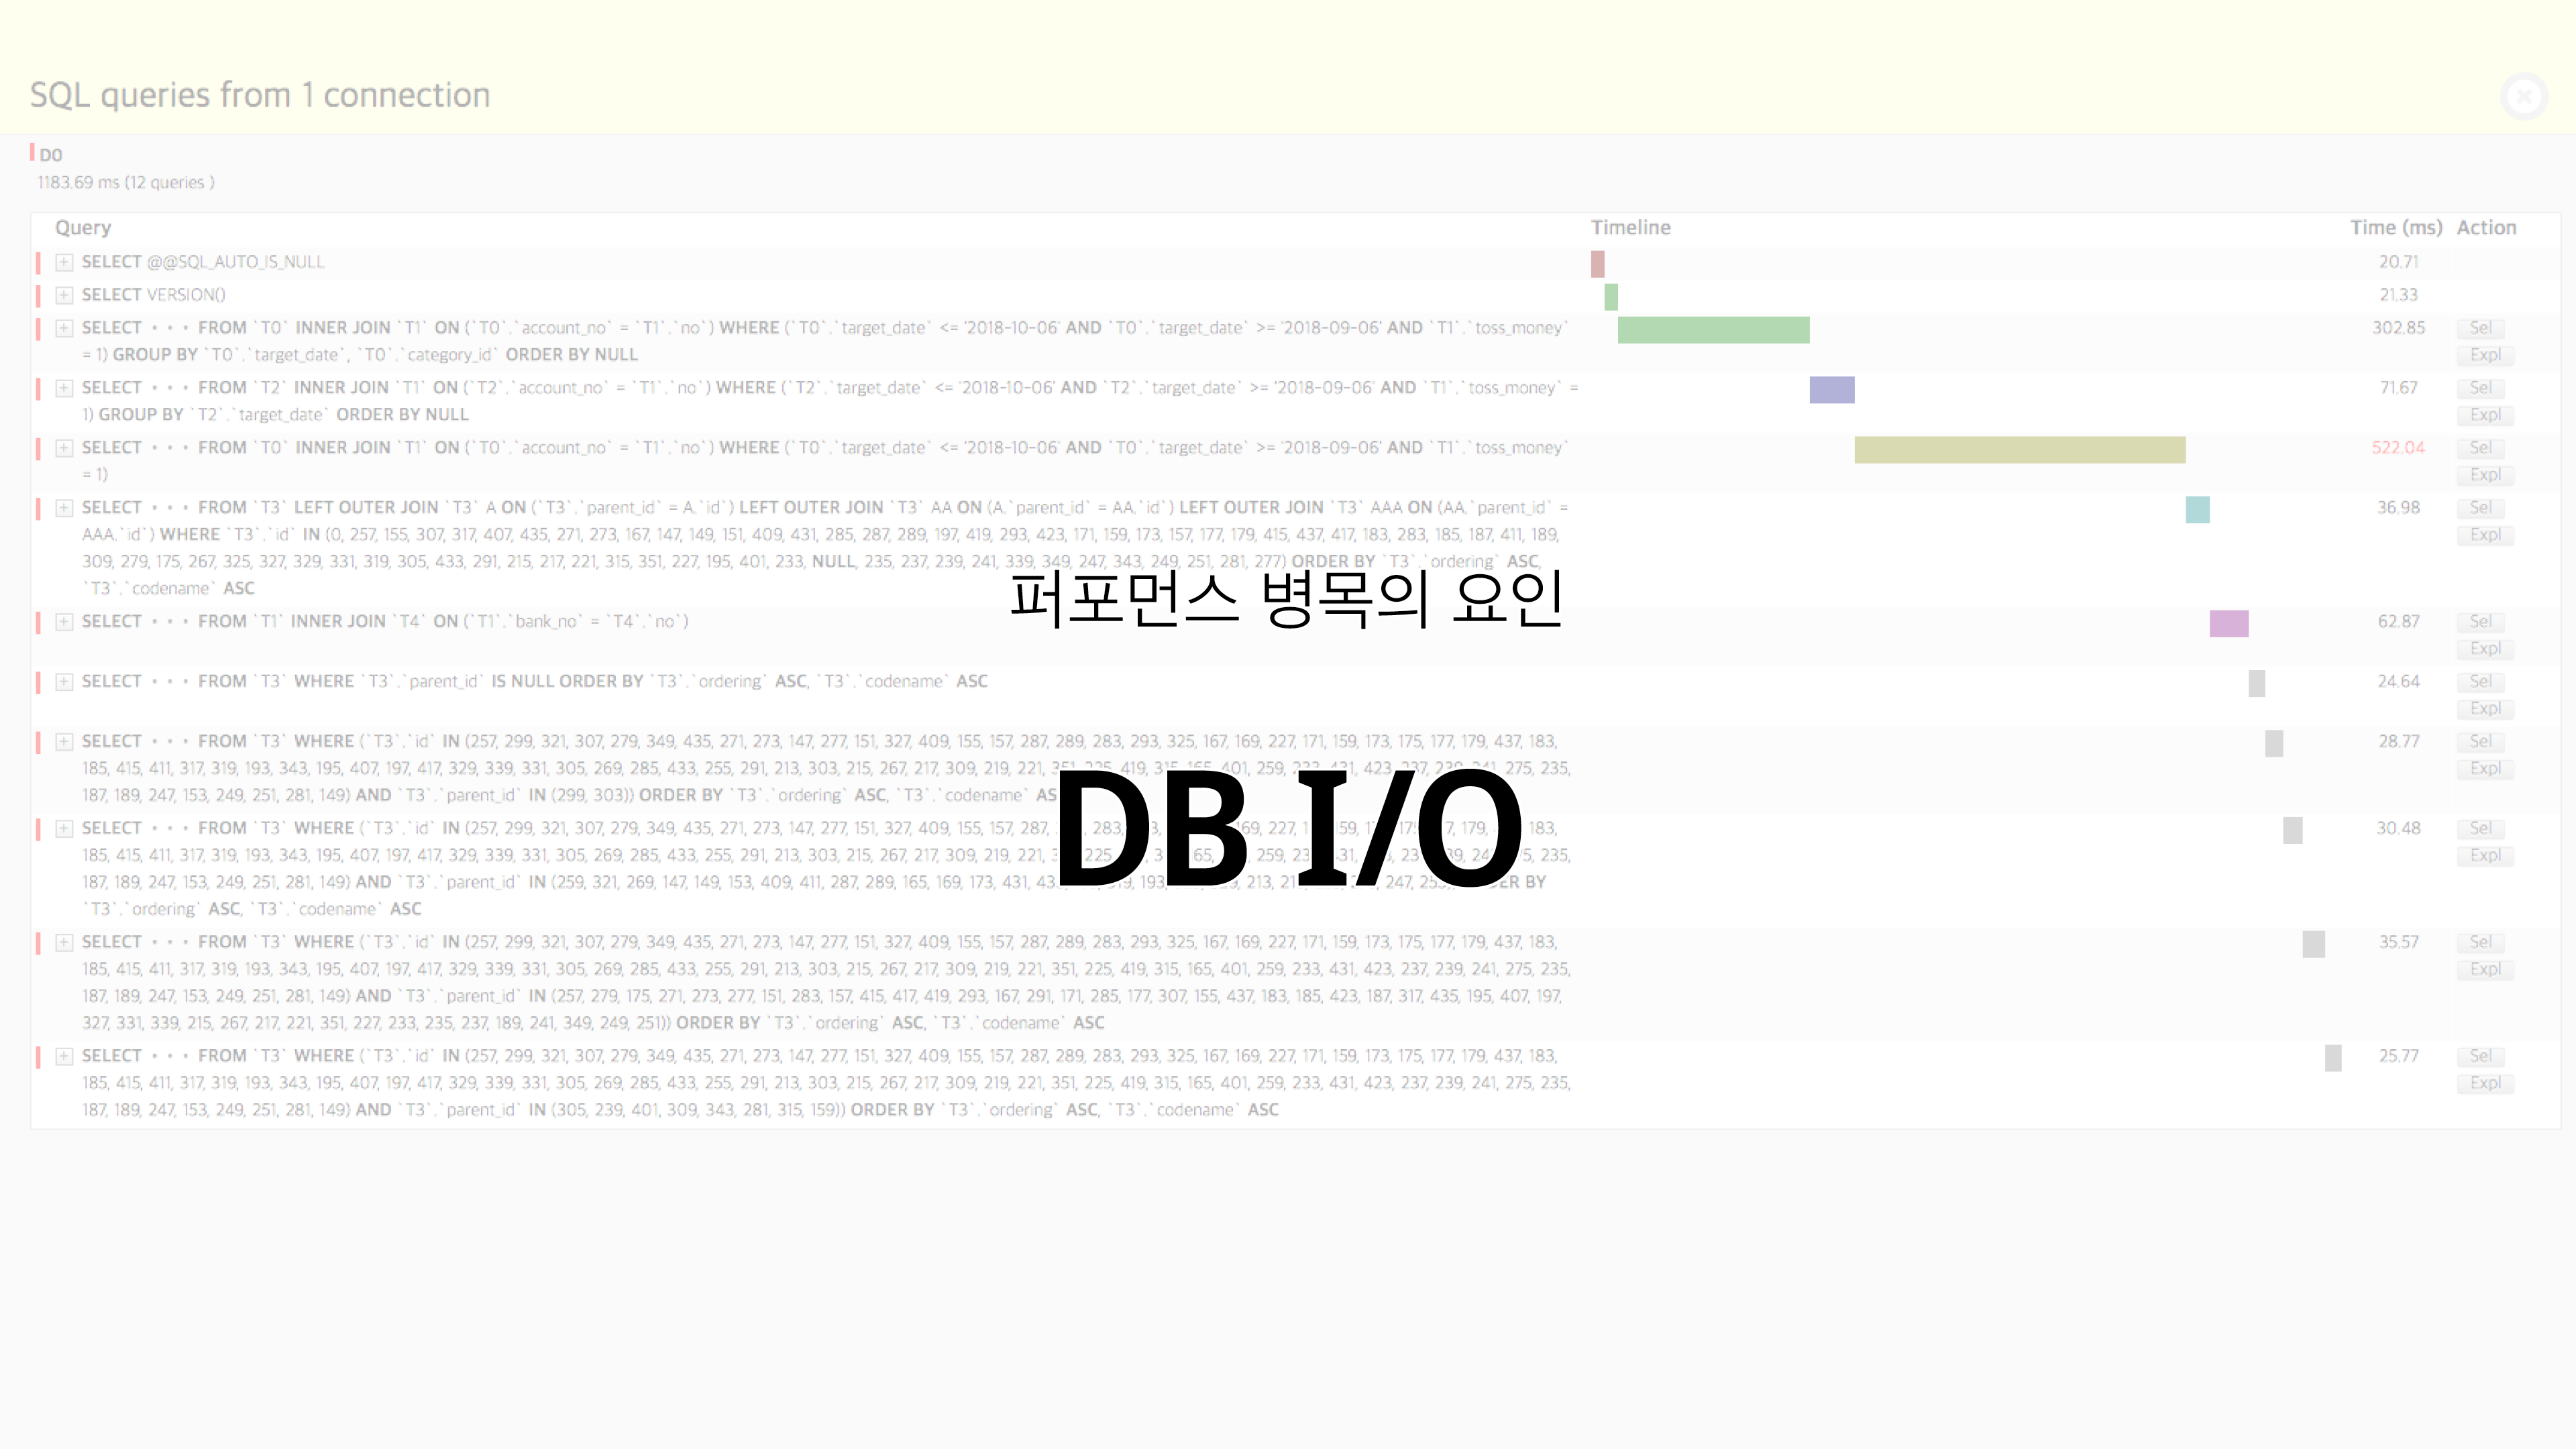 SQL queries from 1 connection
D0
1183.69 ms (12 queries )
Query Timeline Time (ms) Action
SELECT @@SQL_AUTO_IS_NULL 20.71
SELECT VERSION() 21.33
SELECT • • • FROM `T0` INNER JOIN `T1` ON (`T0`.`account_no` = `T1`.`no`) WHERE (`T0`.`target_date` <= '2018-10-06' AND `T0`.`target_date` >= '2018-09-06' AND `T1`.`toss_money` 302.85 Sel
= 1) GROUP BY `T0`.`target_date`, `T0`.`category_id` ORDER BY NULL Expl
SELECT • • • FROM `T2` INNER JOIN `T1` ON (`T2`.`account_no` = `T1`.`no`) WHERE (`T2`.`target_date` <= '2018-10-06' AND `T2`.`target_date` >= '2018-09-06' AND `T1`.`toss_money` = 71.67 Sel
1) GROUP BY `T2`.`target_date` ORDER BY NULL Expl
SELECT • • • FROM `T0` INNER JOIN `T1` ON (`T0`.`account_no` = `T1`.`no`) WHERE (`T0`.`target_date` <= '2018-10-06' AND `T0`.`target_date` >= '2018-09-06' AND `T1`.`toss_money` 522.04 Sel
= 1) Expl
SELECT • • • FROM `T3` LEFT OUTER JOIN `T3` A ON (`T3`.`parent_id` = A.`id`) LEFT OUTER JOIN `T3` AA ON (A.`parent_id` = AA.`id`) LEFT OUTER JOIN `T3` AAA ON (AA.`parent_id` = 36.98 Sel
AAA.`id`) WHERE `T3`.`id` IN (0, 257, 155, 307, 317, 407, 435, 271, 273, 167, 147, 149, 151, 409, 431, 285, 287, 289, 197, 419, 293, 423, 171, 159, 173, 157, 177, 179, 415, 437, 417, 183, 283, 185, 187, 411, 189, Expl
309, 279, 175, 267, 325, 327, 329, 331, 319, 305, 433, 291, 215, 217, 221, 315, 351, 227, 195, 401, 233, NULL, 235, 237, 239, 241, 339, 349, 247, 343, 249, 251, 281, 277) ORDER BY `T3`.`ordering` ASC,
`T3`.`codename` ASC
퍼포먼스 병목의 요인
SELECT • • • FROM `T1` INNER JOIN `T4` ON (`T1`.`bank_no` = `T4`.`no`) 62.87 Sel
Expl
SELECT • • • FROM `T3` WHERE `T3`.`parent_id` IS NULL ORDER BY `T3`.`ordering` ASC, `T3`.`codename` ASC 24.64 Sel
Expl
SELECT • • • FROM `T3` WHERE (`T3`.`id` IN (257, 299, 321, 307, 279, 349, 435, 271, 273, 147, 277, 151, 327, 409, 155, 157, 287, 289, 283, 293, 325, 167, 169, 227, 171, 159, 173, 175, 177, 179, 437, 183, 28.77 Sel
185, 415, 411, 317, 319, 193, 343, 195, 407, 197, 417, 329, 339, 331, 305, 269, 285, 433, 255, 291, 213, 303, 215, 267, 217, 309, 219, 221, 419, 401, 259, 423, 275, 235, Expl
187, 189, 247, 153, 249, 251, 281, 149) AND `T3`.`parent_id` IN (299, 303)) ORDER BY `T3`.`ordering` ASC, `T3`.`codename`
DB I/O
SELECT • • • FROM `T3` WHERE (`T3`.`id` IN (257, 299, 321, 307, 279, 349, 435, 271, 273, 147, 277, 151, 327, 409, 155, 157, 287, 227, 179, 183, 30.48 Sel
185, 415, 411, 317, 319, 193, 343, 195, 407, 197, 417, 329, 339, 331, 305, 269, 285, 433, 255, 291, 213, 303, 215, 267, 217, 309, 219, 221, 259, 235, Expl
187, 189, 247, 153, 249, 251, 281, 149) AND `T3`.`parent_id` IN (259, 321, 269, 147, 149, 153, 409, 411, 287, 289, 165, 169, 173, 431, 193, 213, 247, BY
`T3`.`ordering` ASC, `T3`.`codename` ASC
SELECT • • • FROM `T3` WHERE (`T3`.`id` IN (257, 299, 321, 307, 279, 349, 435, 271, 273, 147, 277, 151, 327, 409, 155, 157, 287, 289, 283, 293, 325, 167, 169, 227, 171, 159, 173, 175, 177, 179, 437, 183, 35.57 Sel
185, 415, 411, 317, 319, 193, 343, 195, 407, 197, 417, 329, 339, 331, 305, 269, 285, 433, 255, 291, 213, 303, 215, 267, 217, 309, 219, 221, 351, 225, 419, 315, 165, 401, 259, 233, 431, 423, 237, 239, 241, 275, 235, Expl
187, 189, 247, 153, 249, 251, 281, 149) AND `T3`.`parent_id` IN (257, 279, 175, 271, 273, 277, 151, 283, 157, 415, 417, 419, 293, 167, 291, 171, 285, 177, 307, 155, 437, 183, 185, 423, 187, 317, 435, 195, 407, 197,
327, 331, 339, 215, 267, 217, 221, 351, 227, 233, 235, 237, 189, 241, 349, 249, 251)) ORDER BY `T3`.`ordering` ASC, `T3`.`codename` ASC
SELECT • • • FROM `T3` WHERE (`T3`.`id` IN (257, 299, 321, 307, 279, 349, 435, 271, 273, 147, 277, 151, 327, 409, 155, 157, 287, 289, 283, 293, 325, 167, 169, 227, 171, 159, 173, 175, 177, 179, 437, 183, 25.77 Sel
185, 415, 411, 317, 319, 193, 343, 195, 407, 197, 417, 329, 339, 331, 305, 269, 285, 433, 255, 291, 213, 303, 215, 267, 217, 309, 219, 221, 351, 225, 419, 315, 165, 401, 259, 233, 431, 423, 237, 239, 241, 275, 235, Expl
187, 189, 247, 153, 249, 251, 281, 149) AND `T3`.`parent_id` IN (305, 239, 401, 309, 343, 281, 315, 159)) ORDER BY `T3`.`ordering` ASC, `T3`.`codename` ASC